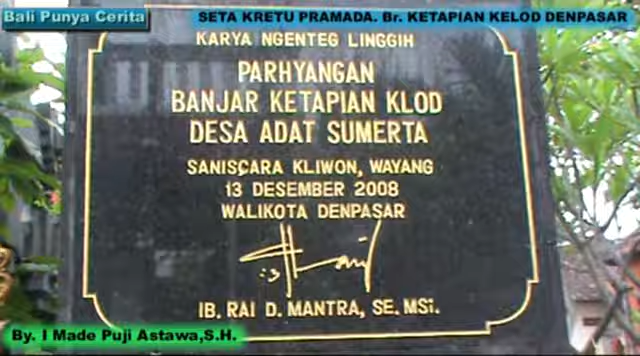 Bali Punya Cerita
SETA KRETU PRAMADA. Br. KETAPIAN KELOD DENPASAR
KARYA NGENTEG LINGGIH
PARHYANGAN
BANJAR KETAPIAN KLOD
DESA ADAT SUMERTA
SANISCARA KLIWON, WAYANG
13 DESEMBER 2008
WALIKOTA DENPASAR
IB. RAI D. MANTRA, SE. MSi.
By. I Made Puji Astawa,S.H.